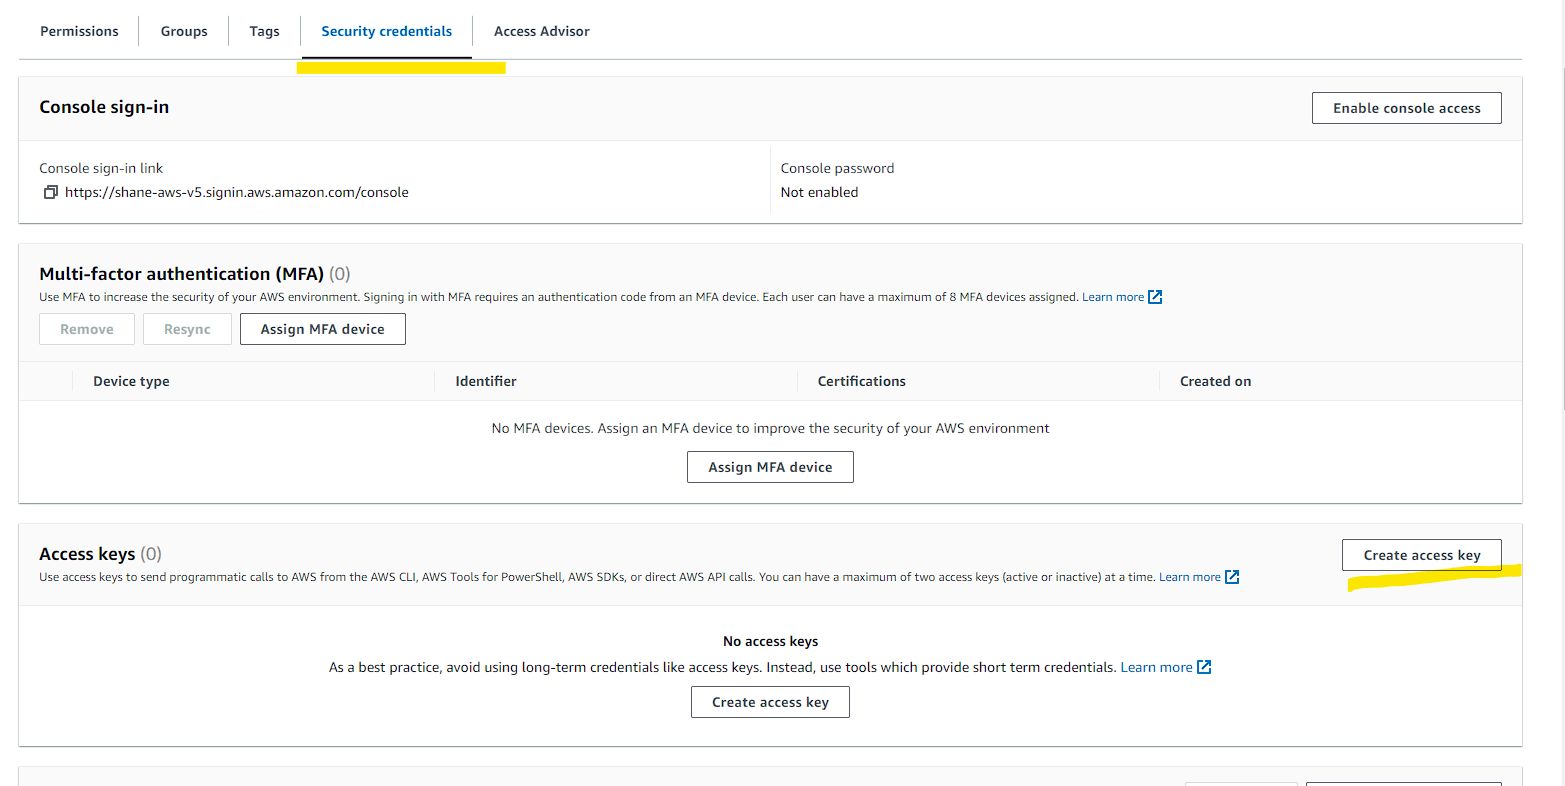 Permissions Groups Tags Security credentials Access Advisor
Console sign-in
Enable console access
Console sign-in link
Console password
https://shane-aws-v5.signin.aws.amazon.com/console
Not enabled
Multi-factor authentication (MFA) (0)
Use MFA to increase the security of your AWS environment. Signing in with MFA requires an authentication code from an MFA device. Each user can have a maximum of 8 MFA devices assigned. Learn more
Remove Resync Assign MFA device
Device type Identifier Certifications Created on
No MFA devices. Assign an MFA device to improve the security of your AWS environment
Assign MFA device
Access keys (0)
Create access key
Use access keys to send programmatic calls to AWS from the AWS CLI, AWS Tools for PowerShell, AWS SDKs, or direct AWS API calls. You can have a maximum of two access keys (active or inactive) at a time. Learn more
No access keys
As a best practice, avoid using long-term credentials like access keys. Instead, use tools which provide short term credentials. Learn more
Create access key